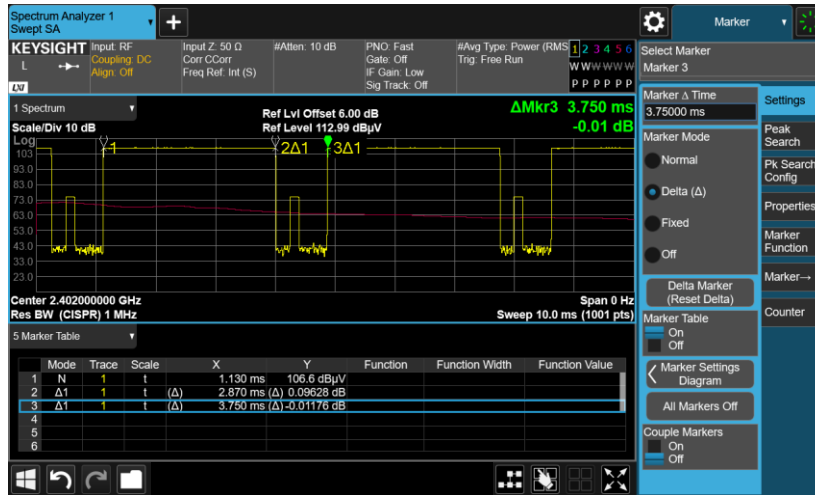 Spectrum Analyzer 1
Swept SA
+
Marker
KEYSIGHT
L
LXI
Input: RF
Coupling: DC
Align: Off
Input Z: 50 Ω
Corr CCorr
Freq Ref: Int (S)
#Atten: 10 dB
PNO: Fast
Gate: Off
IF Gain: Low
Sig Track: Off
#Avg Type: Power (RMS
Trig: Free Run
1 2 3 4 5 6
W W W W W W
P P P P P P
Select Marker
Marker 3
1 Spectrum
Scale/Div 10 dB
Ref Lvl Offset 6.00 dB
Ref Level 112.99 dBµV
ΔMkr3 3.750 ms
-0.01 dB
Log
103
93.0
83.0
73.0
63.0
53.0
43.0
33.0
23.0
1
2Δ1
3Δ1
Center 2.402000000 GHz
Res BW (CISPR) 1 MHz
Span 0 Hz
Sweep 10.0 ms (1001 pts)
5 Marker Table
Mode Trace Scale X Y Function Function Width Function Value
1 N 1 t 1.130 ms 106.6 dBµV
2 Δ1 1 t (Δ) 2.870 ms (Δ) 0.09628 dB
3 Δ1 1 t (Δ) 3.750 ms (Δ) -0.01176 dB
4
5
6
Marker Δ Time
3.75000 ms
Marker Mode
Normal
Delta (Δ)
Fixed
Off
Delta Marker
(Reset Delta)
Marker Table
On
Off
Marker Settings
Diagram
All Markers Off
Couple Markers
On
Off
Settings
Peak
Search
Pk Search
Config
Properties
Marker
Function
Marker→
Counter